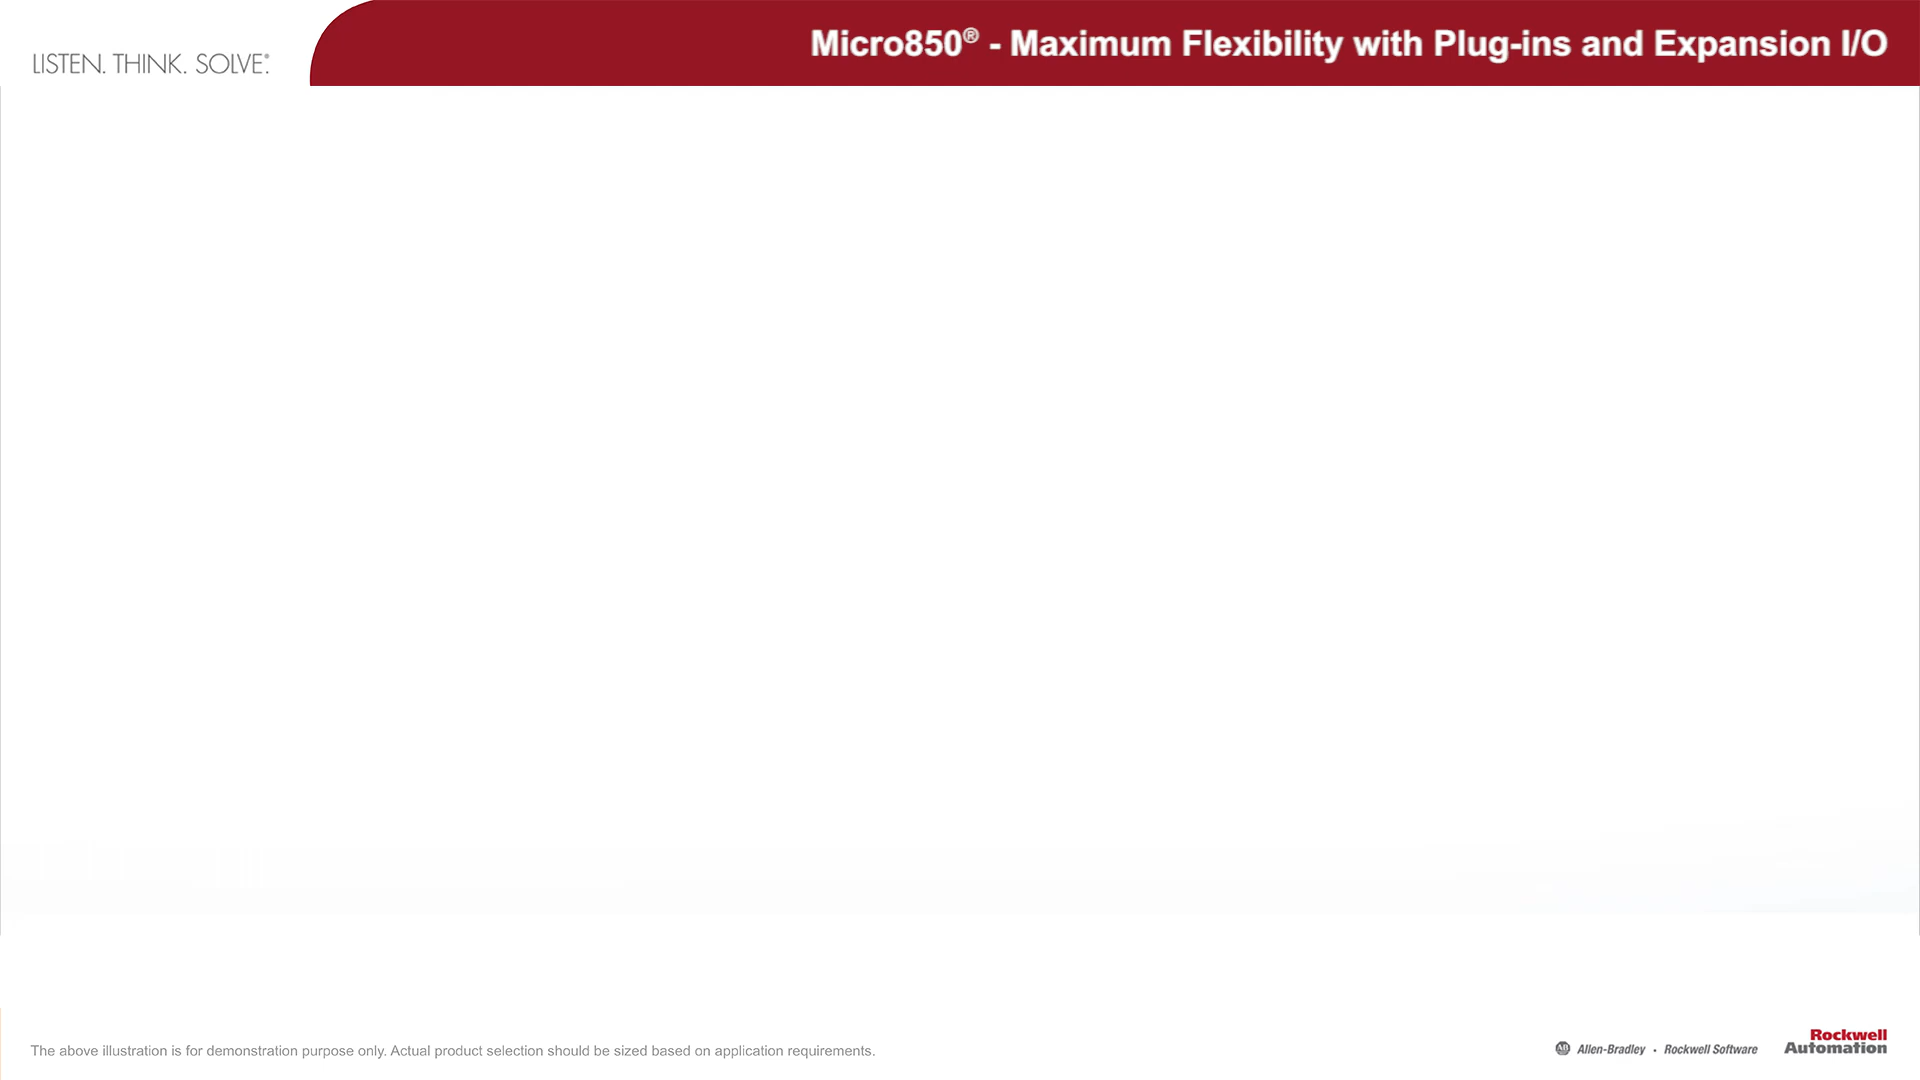 LISTEN. THINK. SOLVE.®
Micro850® - Maximum Flexibility with Plug-ins and Expansion I/O
The above illustration is for demonstration purpose only. Actual product selection should be sized based on application requirements.
AB Allen-Bradley • Rockwell Software
Rockwell
Automation